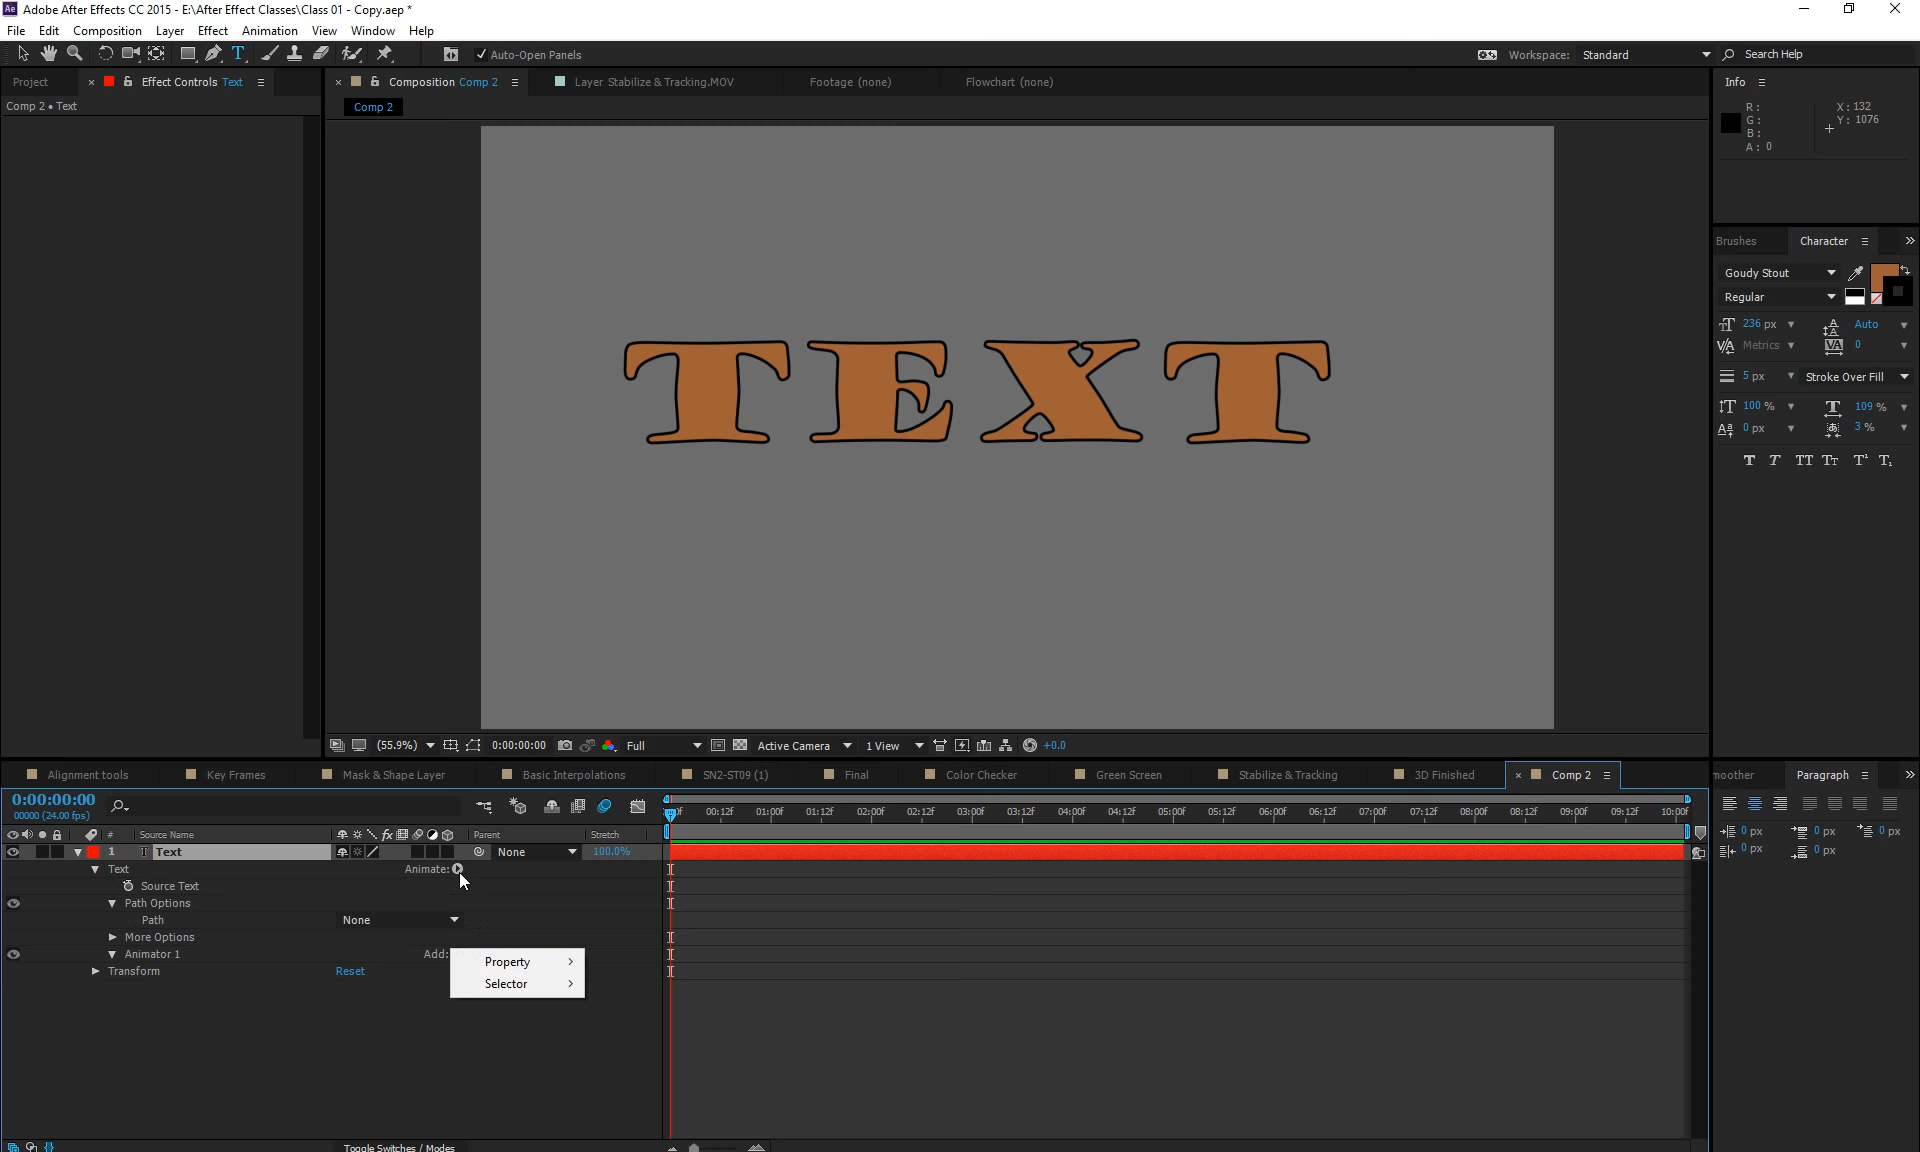 Adobe After Effects CC 2015 - E:\After Effect Classes\Class 01 - Copy.aep *
File Edit Composition Layer Effect Animation View Window Help
Auto-Open Panels
Workspace: Standard
Search Help
Project
Effect Controls Text
Composition Comp 2
Layer Stabilize & Tracking.MOV
Footage (none)
Flowchart (none)
Info
Comp 2 • Text
Comp 2
R:
G:
B:
A: 0
X: 132
Y: 1076
Brushes
Character
Goudy Stout
Regular
236 px
Auto
Metrics
0
5 px
Stroke Over Fill
100 %
109 %
0 px
3 %
T T TT Tt T¹ T₁
TEXT
(55.9%)
0:00:00:00
Full
Active Camera
1 View
+0.0
Alignment tools
Key Frames
Mask & Shape Layer
Basic Interpolations
SN2-ST09 (1)
Final
Color Checker
Green Screen
Stabilize & Tracking
3D Finished
Comp 2
moother
Paragraph
0:00:00:00
00000 (24.00 fps)
00:12f 01:00f 01:12f 02:00f 02:12f 03:00f 03:12f 04:00f 04:12f 05:00f 05:12f 06:00f 06:12f 07:00f 07:12f 08:00f 08:12f 09:00f 09:12f 10:00f
0 px 0 px 0 px
0 px 0 px
# Source Name
fx
Parent
Stretch
1 T Text
None
100.0%
Text
Animate:
Source Text
Path Options
Path
None
More Options
Animator 1
Add:
Property
Selector
Transform
Reset
Toggle Switches / Modes